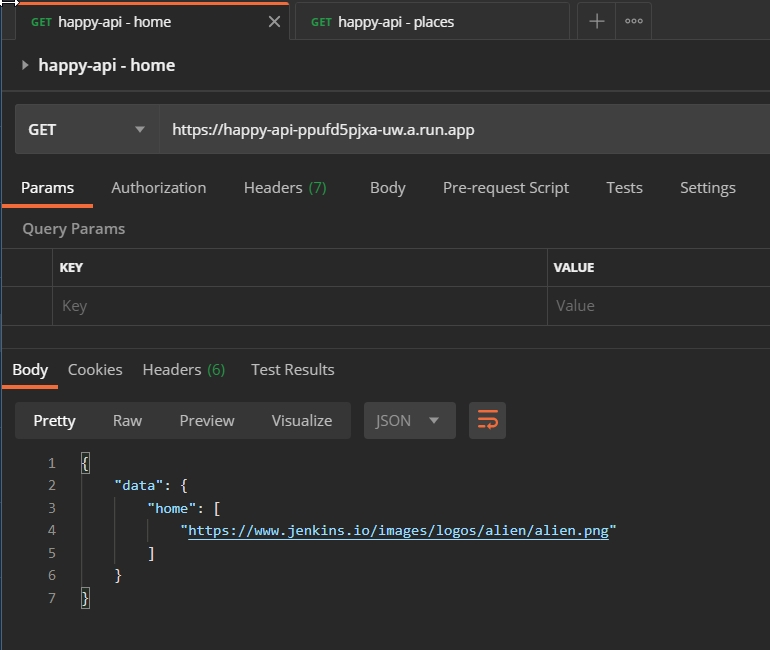 GET happy-api - home GET happy-api - places
happy-api - home
GET https://happy-api-ppufd5pjxa-uw.a.run.app
Params Authorization Headers (7) Body Pre-request Script Tests Settings
Query Params
KEY VALUE
Key Value
Body Cookies Headers (6) Test Results
Pretty Raw Preview Visualize JSON
1 {
2 "data": {
3 "home": [
4 "https://www.jenkins.io/images/logos/alien/alien.png"
5 ]
6 }
7 }